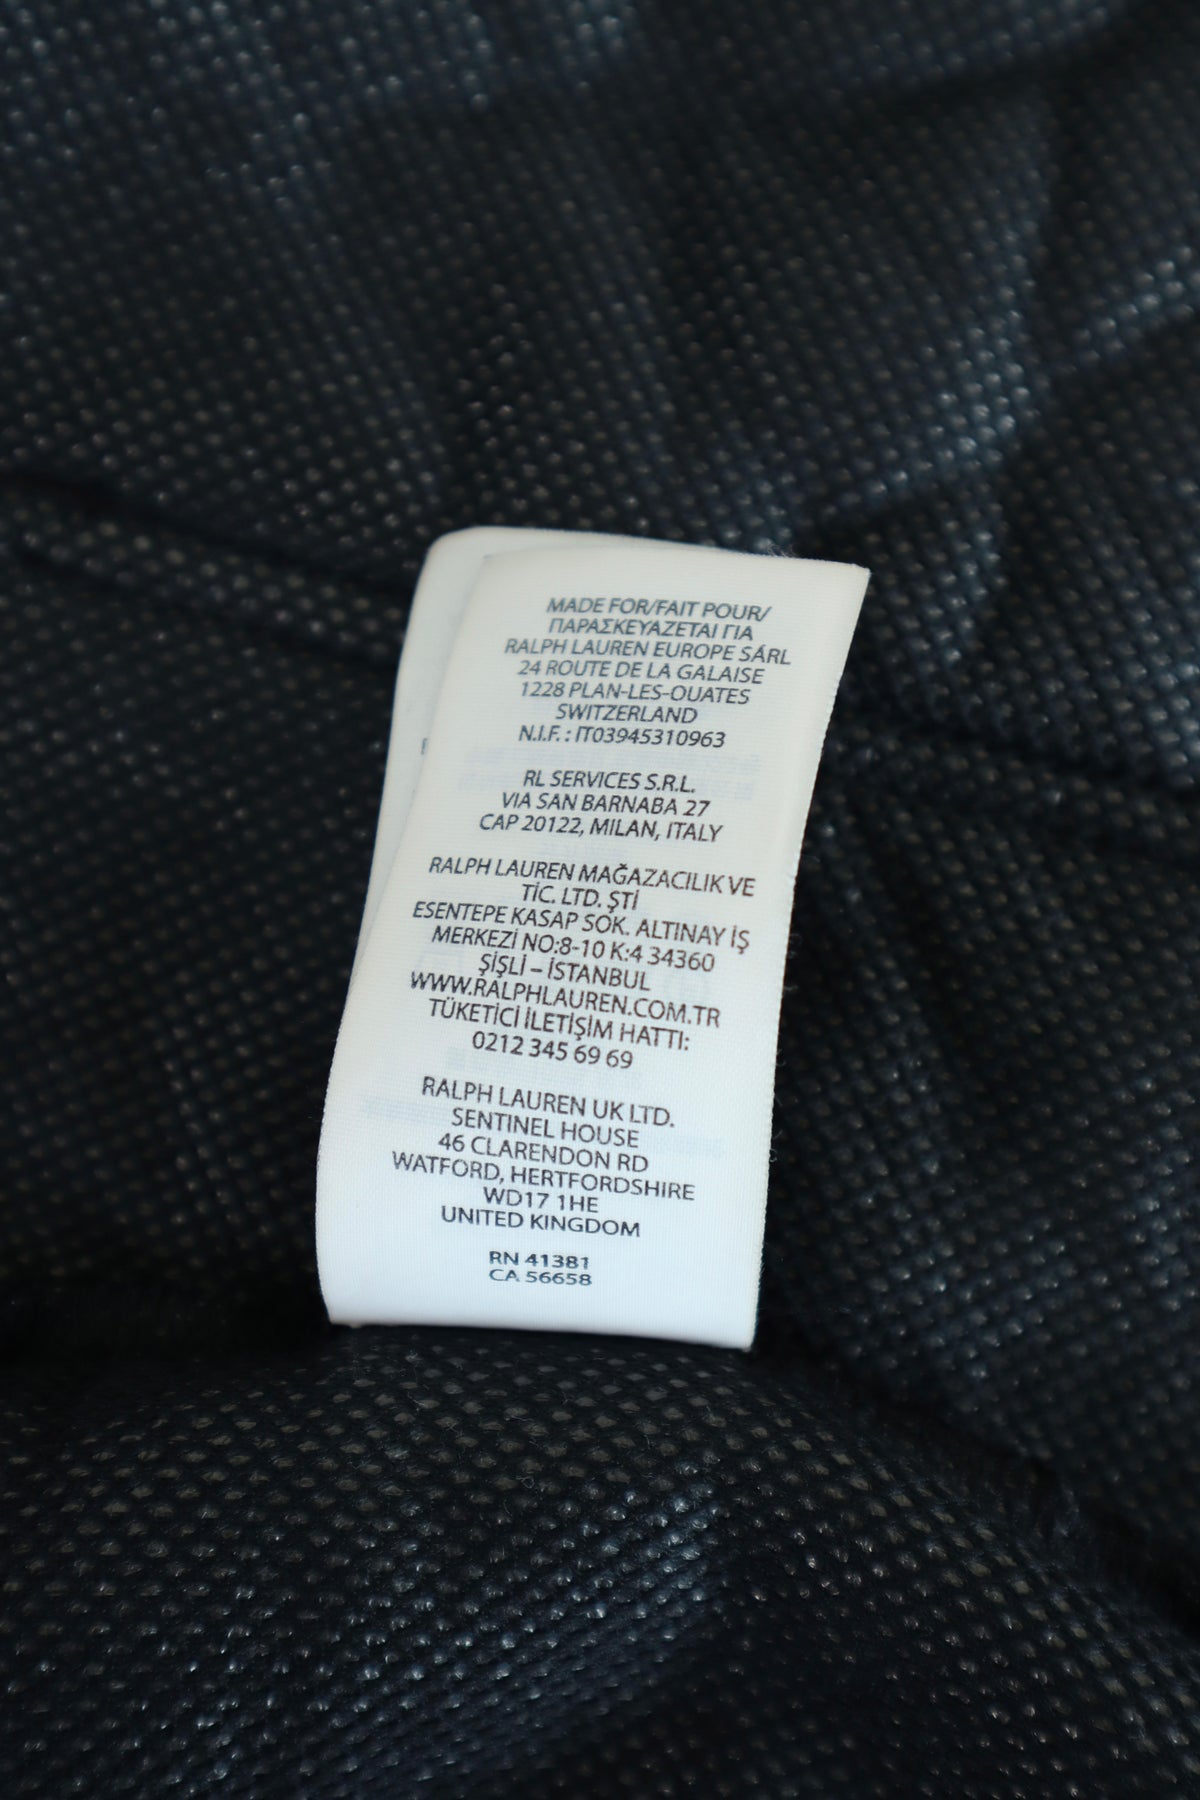 MADE FOR/FAIT POUR/
ΠΑΡΑΣΚΕΥΑΖΕΤΑΙ ΓΙΑ
RALPH LAUREN EUROPE SÁRL
24 ROUTE DE LA GALAISE
1228 PLAN-LES-OUATES
SWITZERLAND
N.I.F. : IT03945310963
RL SERVICES S.R.L.
VIA SAN BARNABA 27
CAP 20122, MILAN, ITALY
RALPH LAUREN MAĞAZACILIK VE
TİC. LTD. ŞTİ
ESENTEPE KASAP SOK. ALTINAY İŞ
MERKEZİ NO:8-10 K:4 34360
ŞİŞLİ – İSTANBUL
WWW.RALPHLAUREN.COM.TR
TÜKETİCİ İLETİŞİM HATTI:
0212 345 69 69
RALPH LAUREN UK LTD.
SENTINEL HOUSE
46 CLARENDON RD
WATFORD, HERTFORDSHIRE
WD17 1HE
UNITED KINGDOM
RN 41381
CA 56658